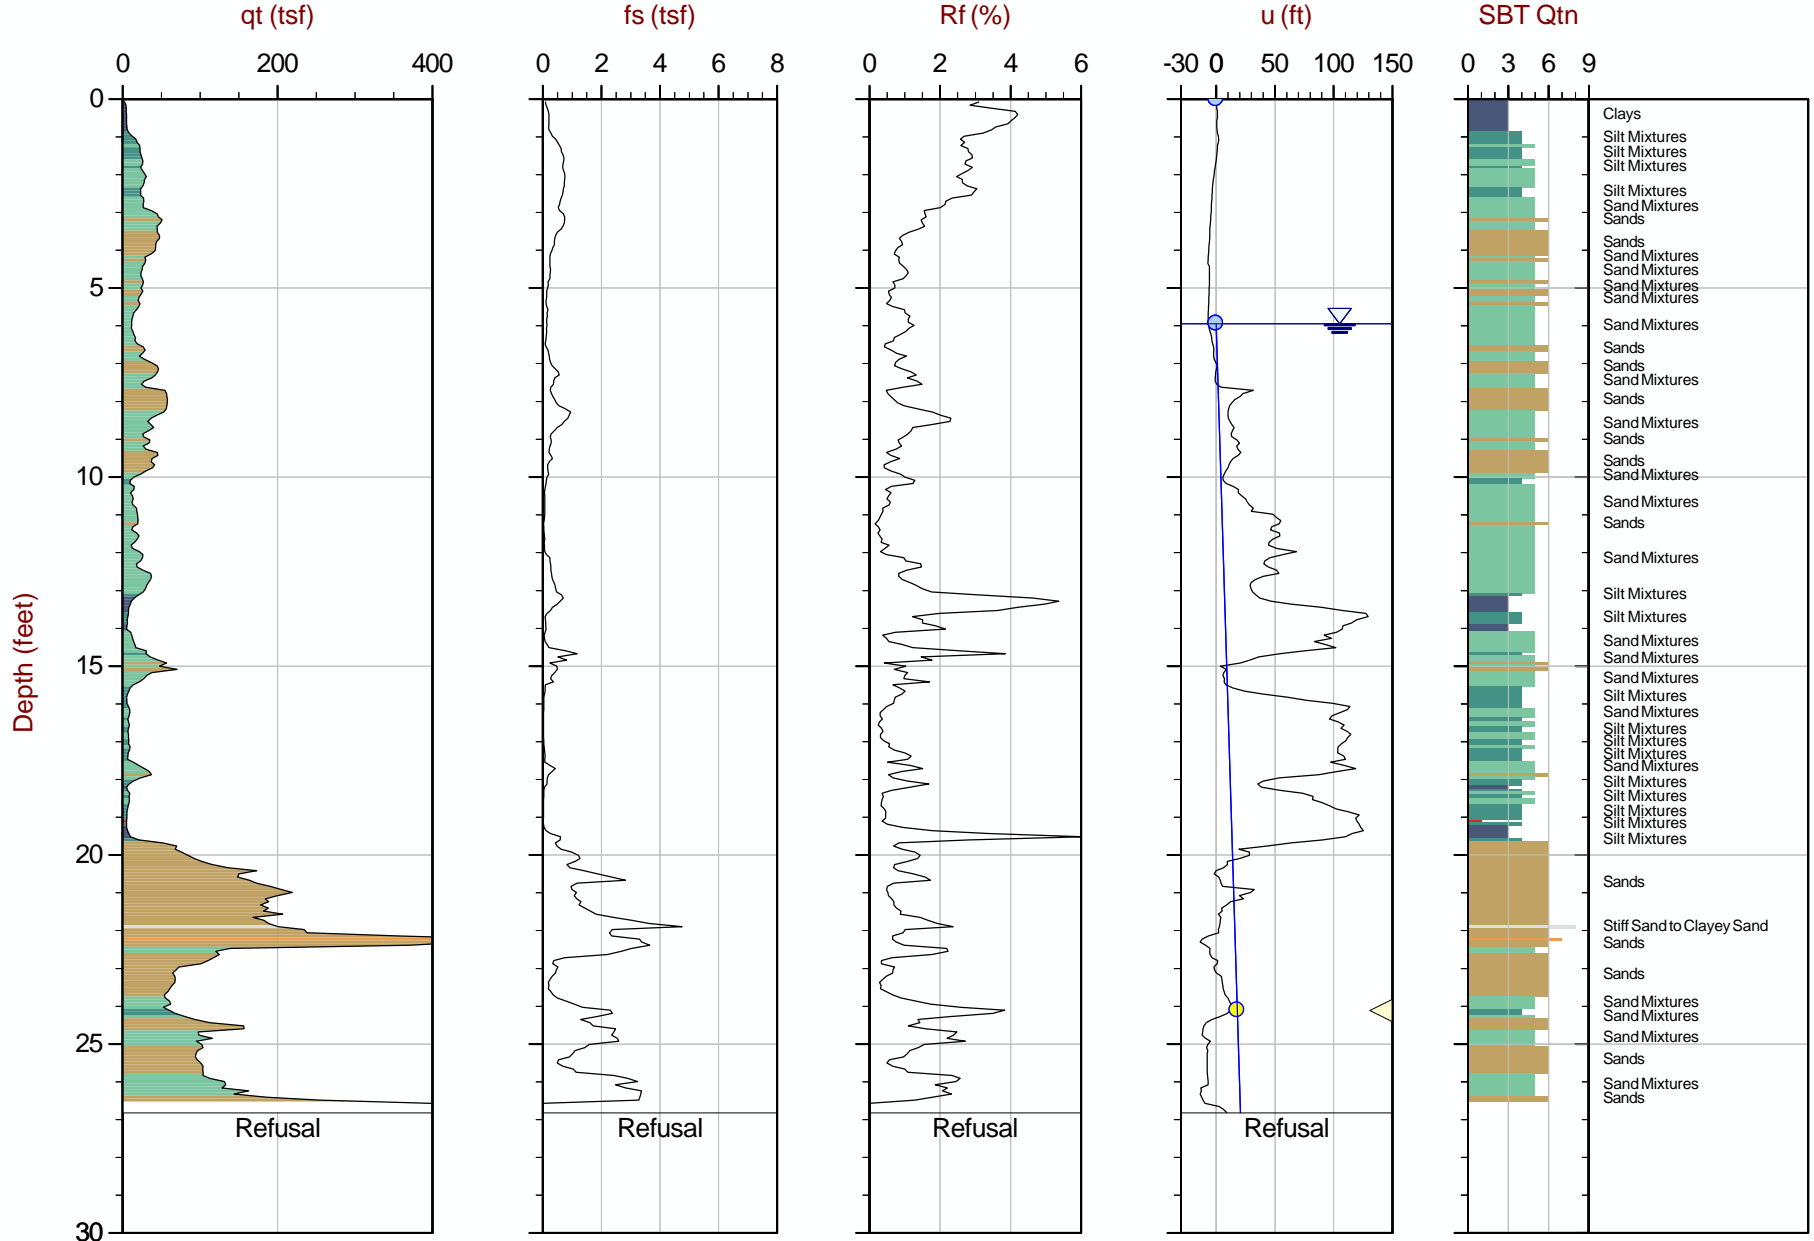 qt (tsf)
fs (tsf)
Rf (%)
u (ft)
SBT Qtn
0 200 400
0 2 4 6 8
0 2 4 6
-30 0 50 100 150
0 3 6 9
Depth (feet)
0
5
10
15
20
25
30
Clays
Silt Mixtures
Silt Mixtures
Silt Mixtures
Silt Mixtures
Sand Mixtures
Sands
Sands
Sand Mixtures
Sand Mixtures
Sand Mixtures
Sand Mixtures
Sand Mixtures
Sands
Sands
Sand Mixtures
Sands
Sand Mixtures
Sands
Sands
Sand Mixtures
Sand Mixtures
Sands
Sand Mixtures
Silt Mixtures
Silt Mixtures
Sand Mixtures
Sand Mixtures
Sand Mixtures
Silt Mixtures
Sand Mixtures
Silt Mixtures
Silt Mixtures
Silt Mixtures
Sand Mixtures
Silt Mixtures
Silt Mixtures
Silt Mixtures
Silt Mixtures
Silt Mixtures
Sands
Stiff Sand to Clayey Sand
Sands
Sands
Sand Mixtures
Sand Mixtures
Sand Mixtures
Sands
Sand Mixtures
Sands
Refusal
Refusal
Refusal
Refusal